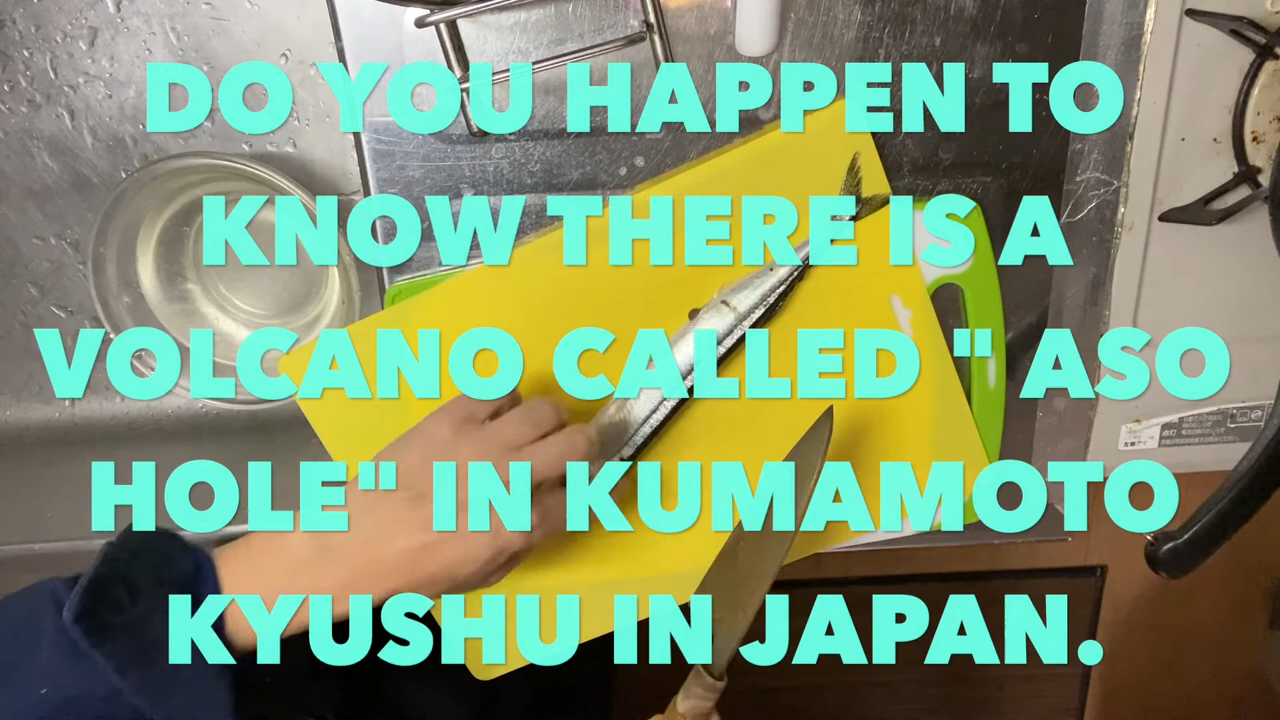 DO YOU HAPPEN TO
KNOW THERE IS A
VOLCANO CALLED " ASO
HOLE" IN KUMAMOTO
KYUSHU IN JAPAN.